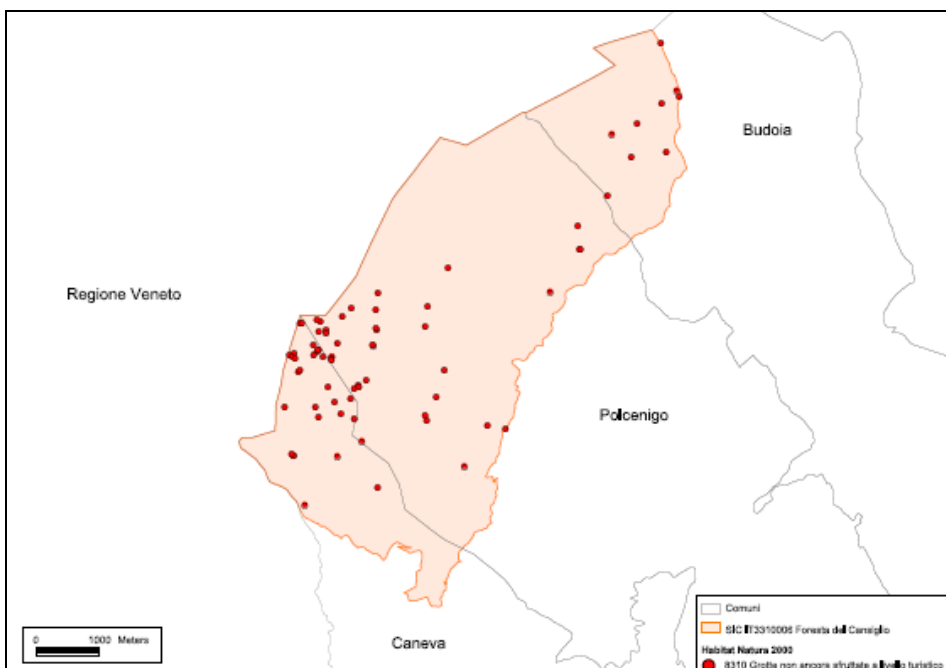 Budoia
Regione Veneto
Polcenigo
Caneva
0 1000 Meters
Comuni
SIC IT3310006 Foresta del Cansiglio
Habitat Natura 2000
8310 Grotte non ancora sfruttate a livello turistico